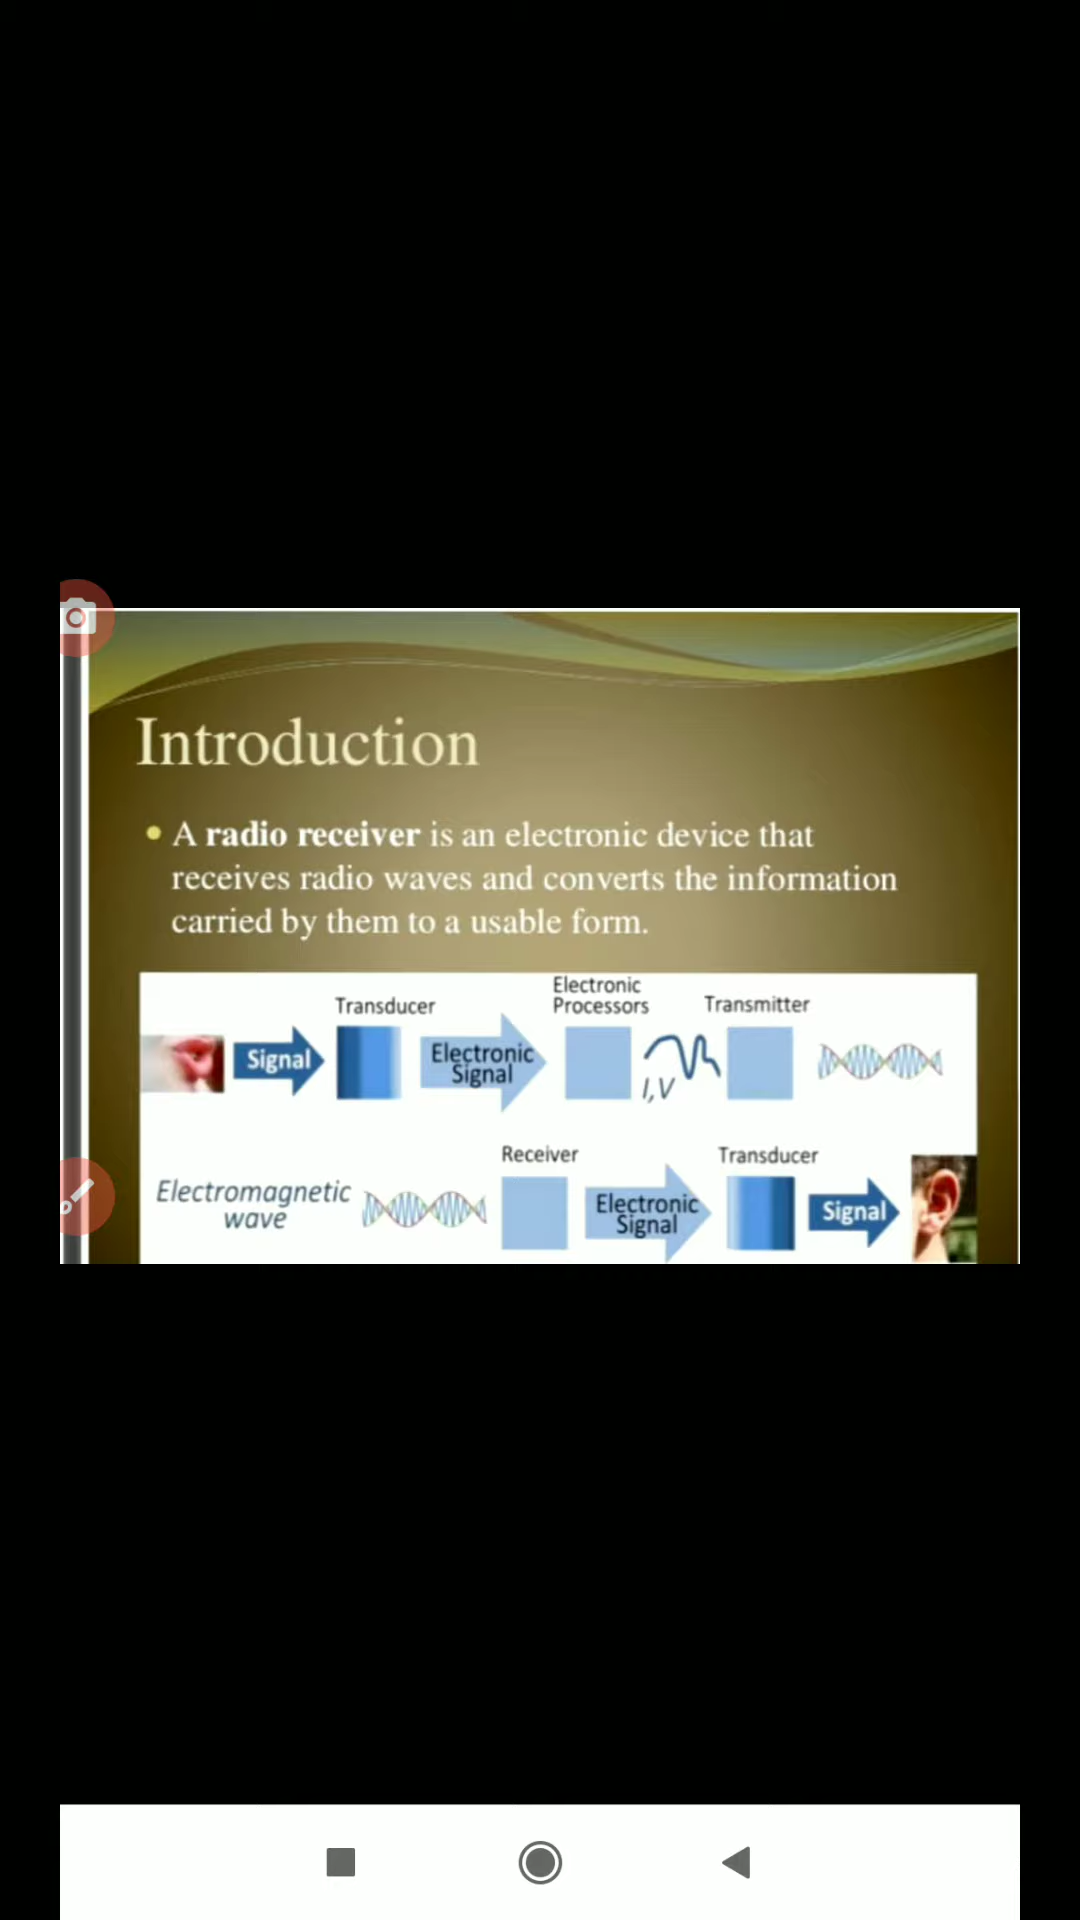 Introduction
A radio receiver is an electronic device that
receives radio waves and converts the information
carried by them to a usable form.
Transducer
Electronic
Processors
Transmitter
Signal
Electronic
Signal
I,V
Receiver
Transducer
Electromagnetic
wave
Electronic
Signal
Signal